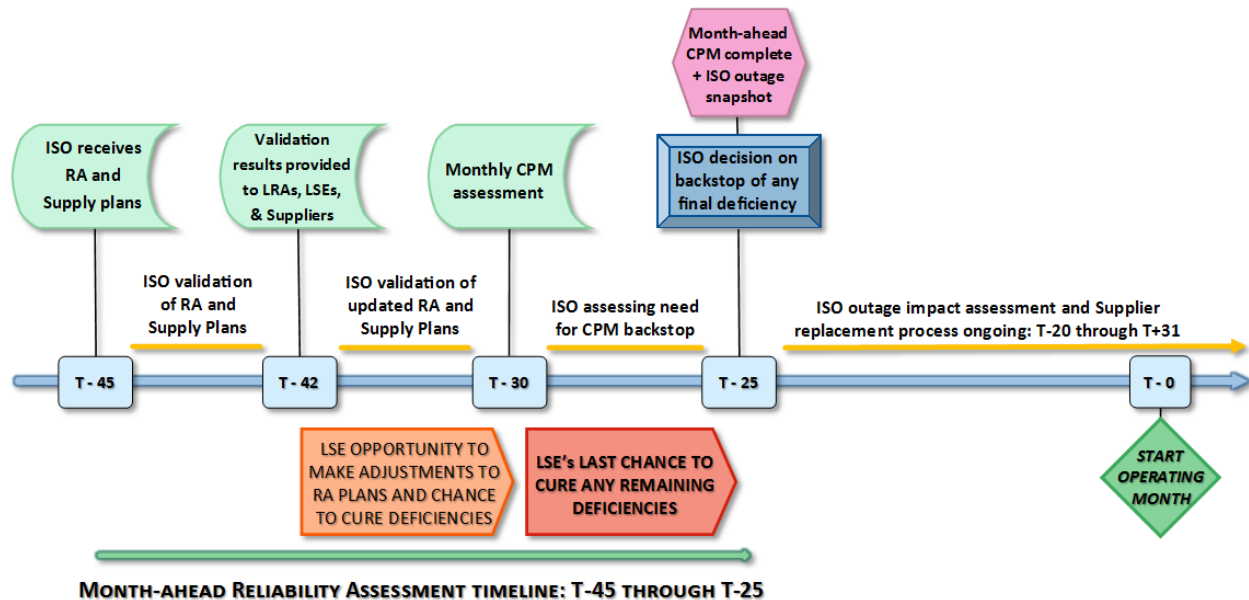 Month-ahead
CPM complete
+ ISO outage
snapshot
ISO receives
RA and
Supply plans
Validation
results provided
to LRAs, LSEs,
& Suppliers
Monthly CPM
assessment
ISO decision on
backstop of any
final deficiency
ISO validation
of RA and
Supply Plans
ISO validation of
updated RA and
Supply Plans
ISO assessing need
for CPM backstop
ISO outage impact assessment and Supplier
replacement process ongoing: T-20 through T+31
T - 45
T - 42
T - 30
T - 25
T - 0
LSE OPPORTUNITY TO
MAKE ADJUSTMENTS TO
RA PLANS AND CHANCE
TO CURE DEFICIENCIES
LSE's LAST CHANCE TO
CURE ANY REMAINING
DEFICIENCIES
START
OPERATING
MONTH
MONTH-AHEAD RELIABILITY ASSESSMENT TIMELINE: T-45 THROUGH T-25